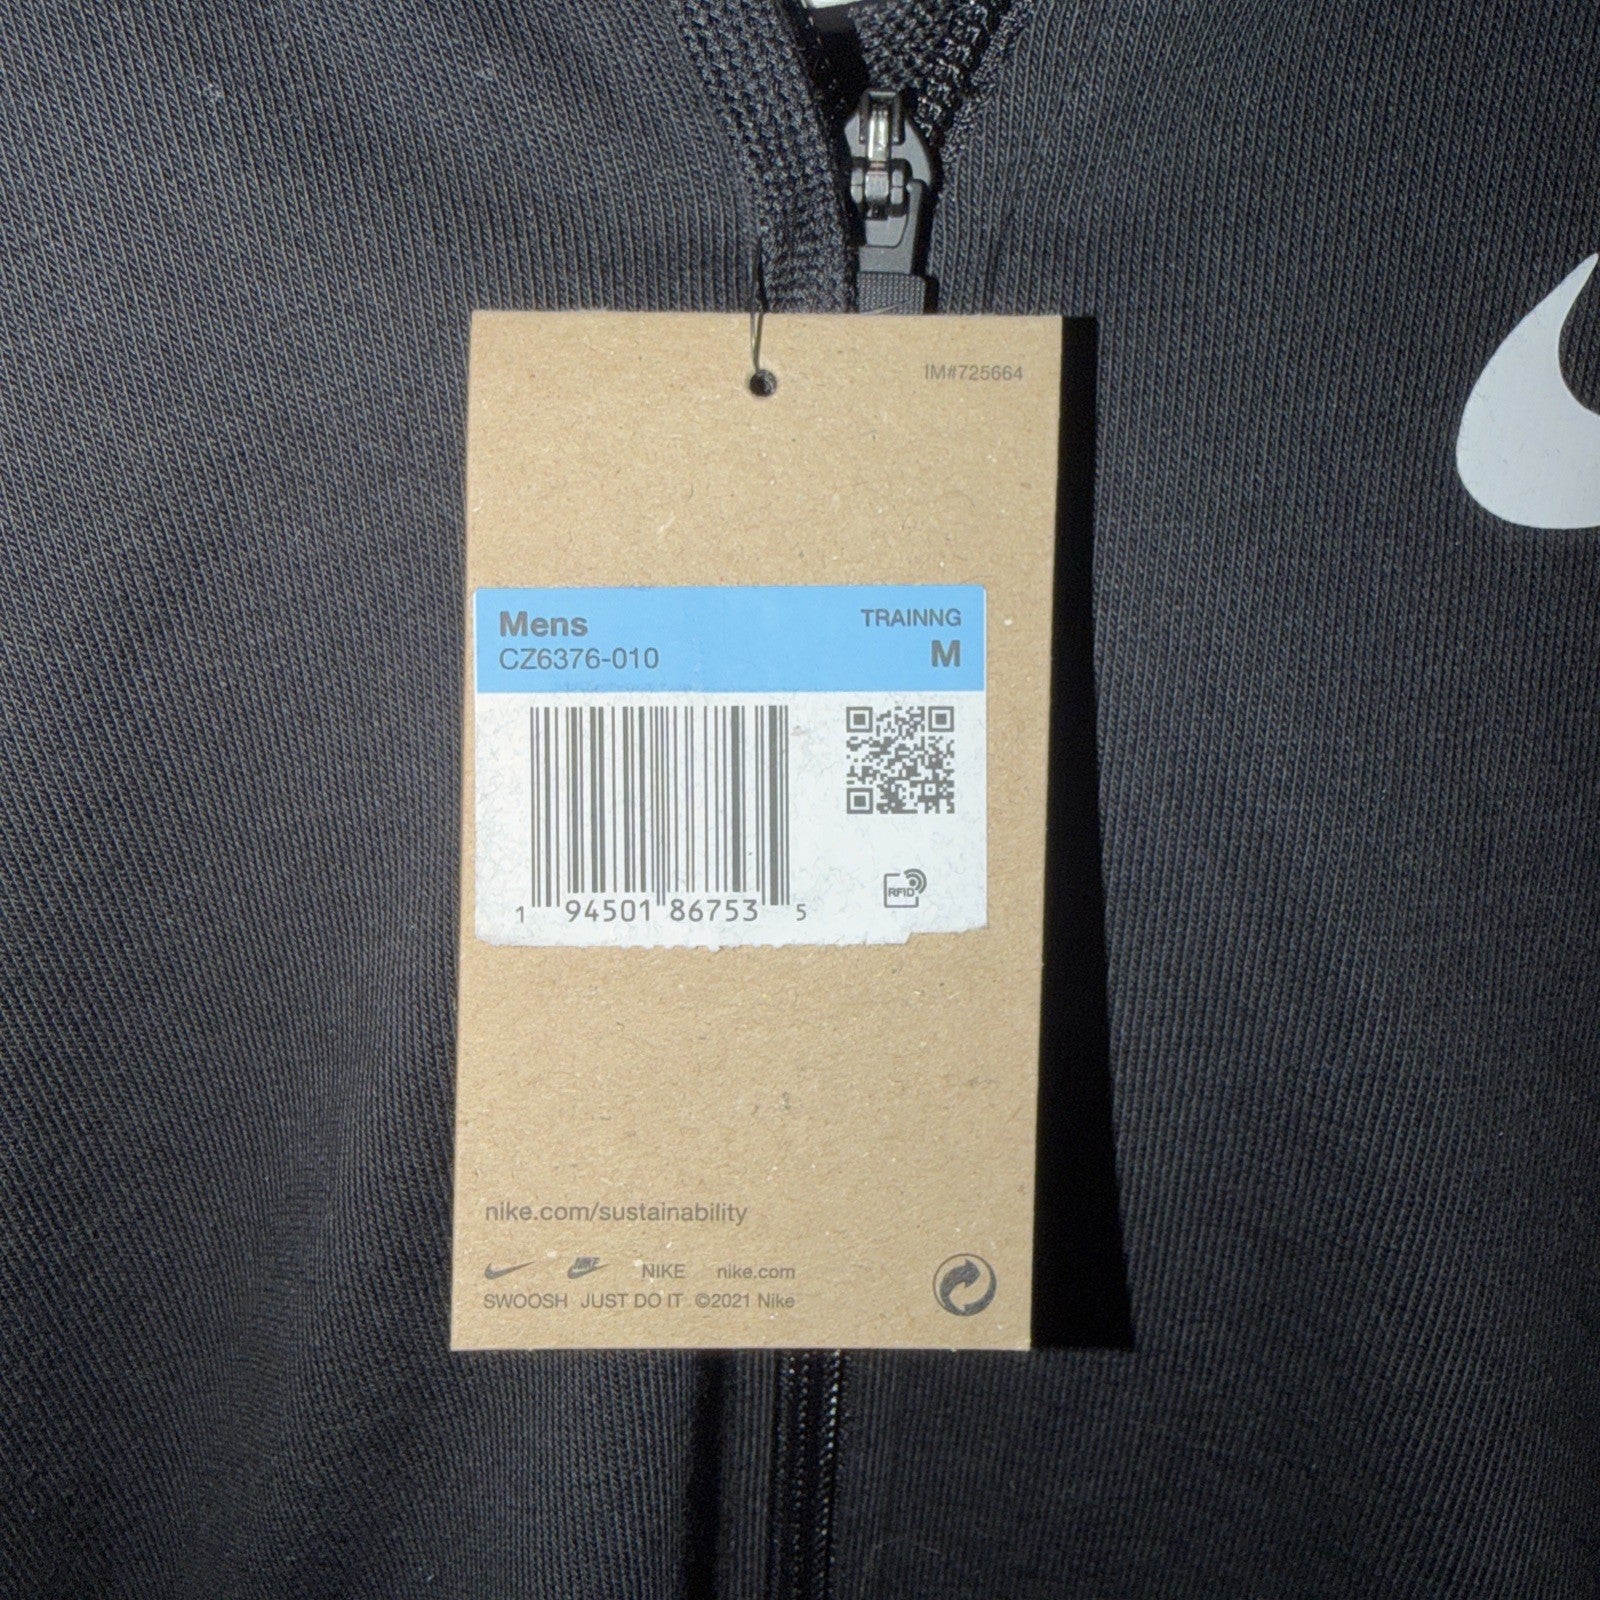 IM#725664
Mens TRAINNG
CZ6376-010 M
1 94501 86753 5
RFID
nike.com/sustainability
NIKE NIKE nike.com
SWOOSH JUST DO IT ©2021 Nike